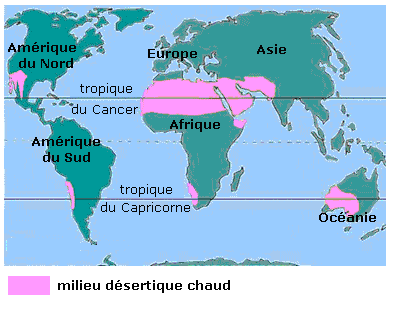 Amérique
du Nord
Europe
Asie
tropique
du Cancer
Afrique
Amérique
du Sud
tropique
du Capricorne
Océanie
milieu désertique chaud